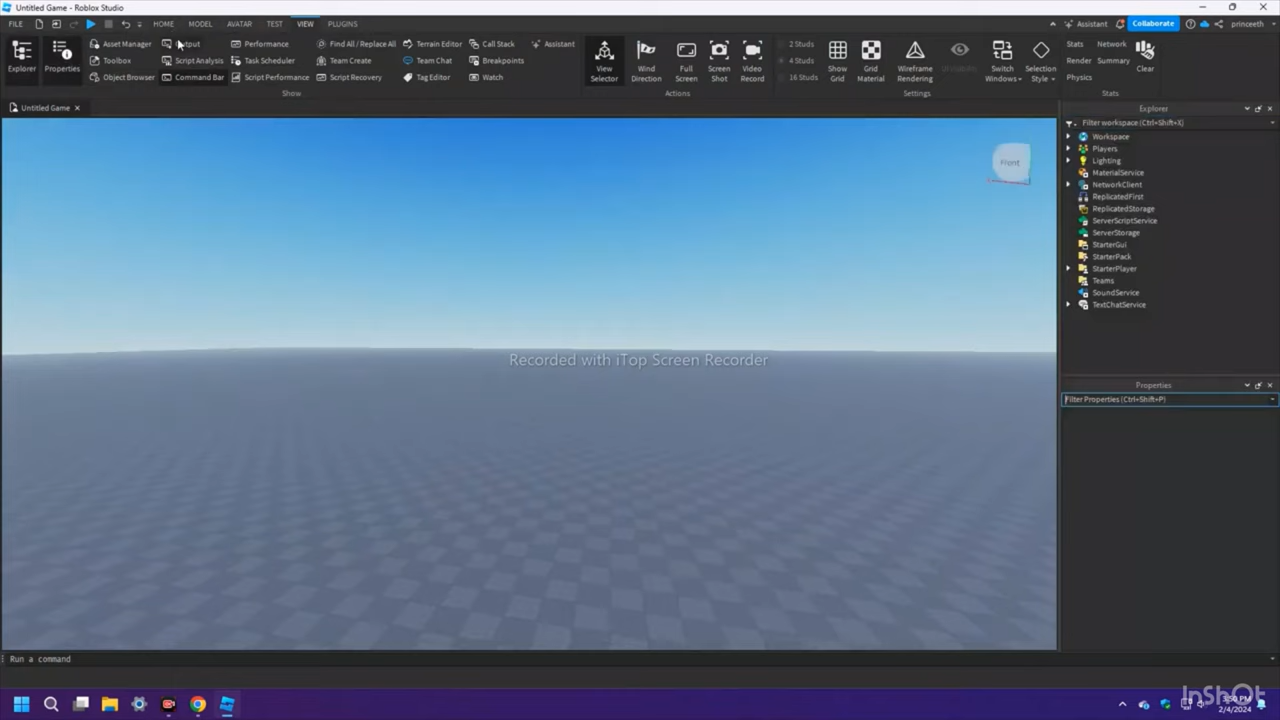 Untitled Game - Roblox Studio
FILE HOME MODEL AVATAR TEST VIEW PLUGINS Assistant Collaborate princeeth
Explorer Properties
Asset Manager
Toolbox
Object Browser
Script Analysis
Command Bar
Performance
Task Scheduler
Script Performance
Find All / Replace All
Team Create
Script Recovery
Terrain Editor
Team Chat
Tag Editor
Call Stack
Breakpoints
Watch
Assistant
Show
View Selector
Wind Direction
Full Screen
Screen Shot
Video Record
Actions
2 Studs
4 Studs
16 Studs
Show Grid
Grid Material
Wireframe Rendering
Switch Windows
Selection Style
Settings
Stats
Render
Physics
Network
Summary
Clear
Stats
Untitled Game
Front
Recorded with iTop Screen Recorder
Explorer
Filter workspace (Ctrl+Shift+X)
Workspace
Players
Lighting
MaterialService
NetworkClient
ReplicatedFirst
ReplicatedStorage
ServerScriptService
ServerStorage
StarterGui
StarterPack
StarterPlayer
Teams
SoundService
TextChatService
Properties
Filter Properties (Ctrl+Shift+P)
Run a command
InShOt
2/4/2024